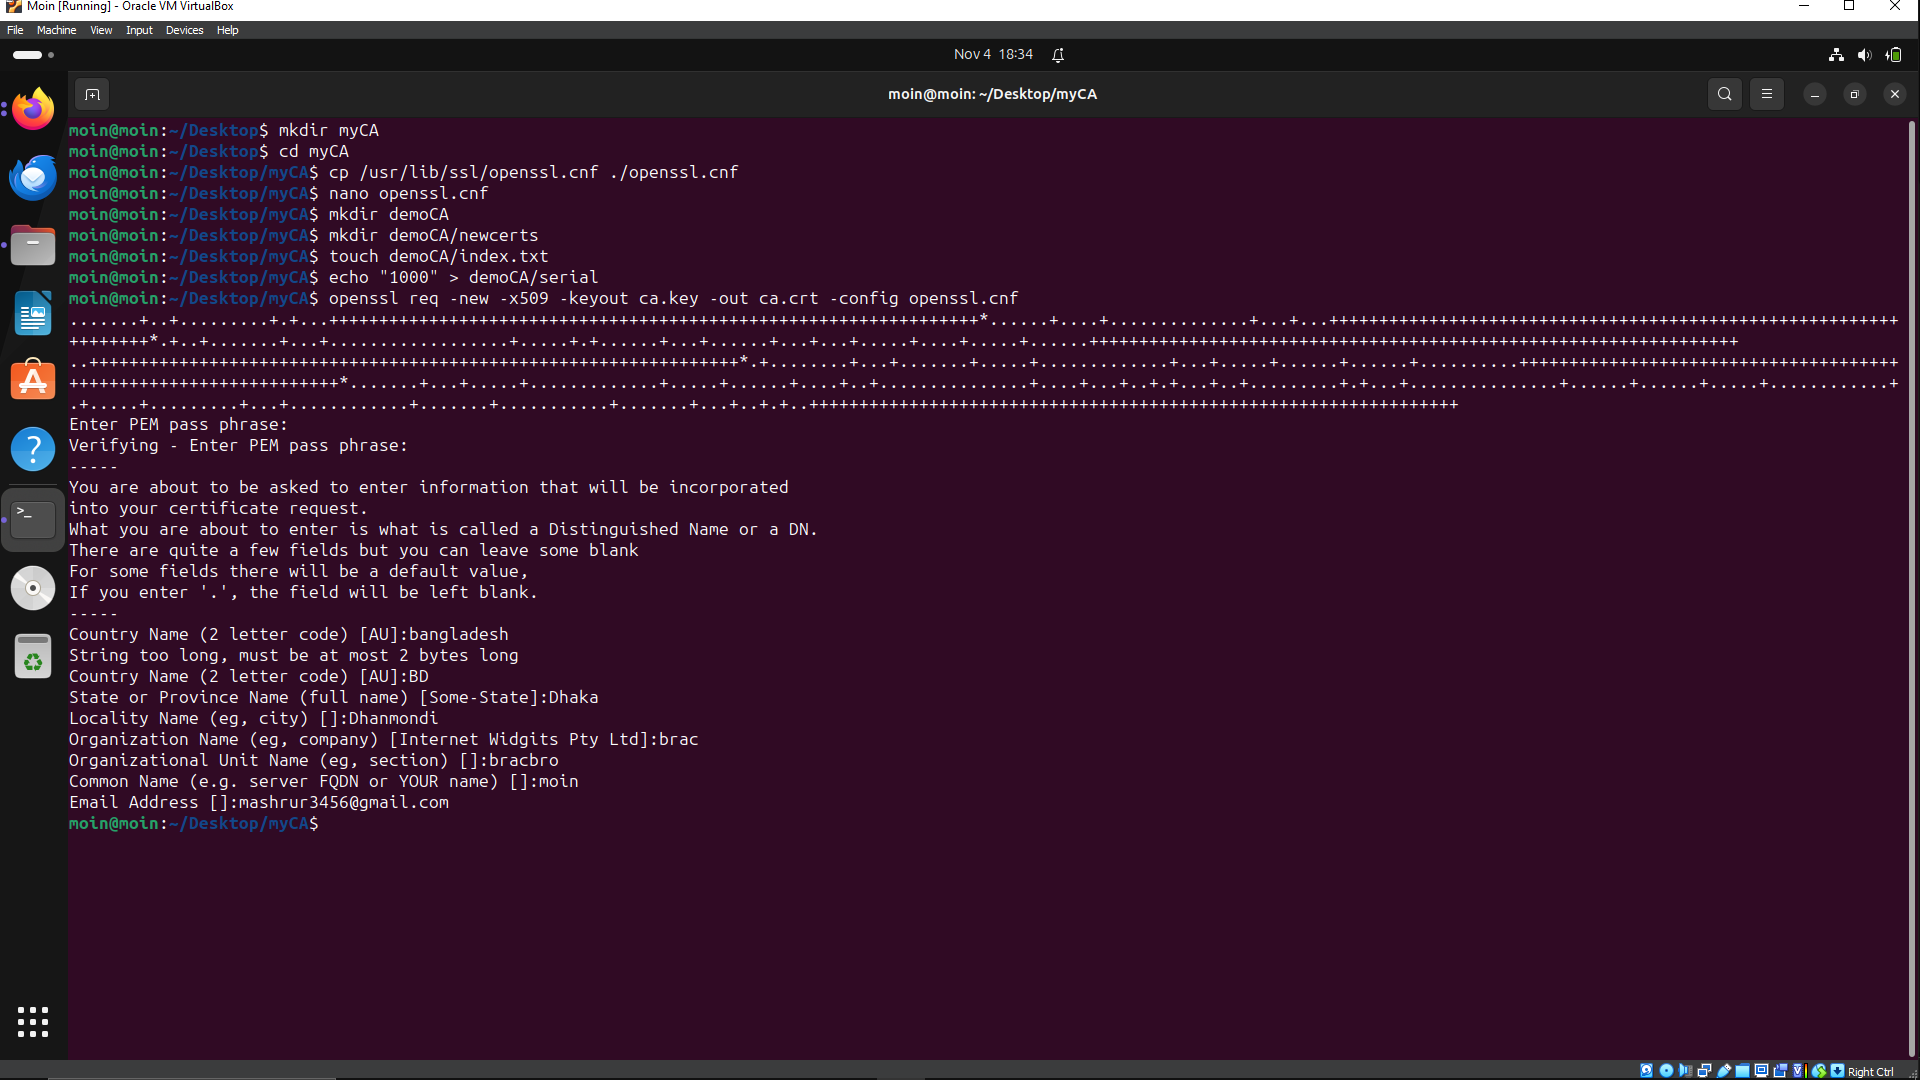 Moin [Running] - Oracle VM VirtualBox
File Machine View Input Devices Help
Nov 4 18:34
moin@moin: ~/Desktop/myCA
moin@moin:~/Desktop$ mkdir myCA
moin@moin:~/Desktop$ cd myCA
moin@moin:~/Desktop/myCA$ cp /usr/lib/ssl/openssl.cnf ./openssl.cnf
moin@moin:~/Desktop/myCA$ nano openssl.cnf
moin@moin:~/Desktop/myCA$ mkdir demoCA
moin@moin:~/Desktop/myCA$ mkdir demoCA/newcerts
moin@moin:~/Desktop/myCA$ touch demoCA/index.txt
moin@moin:~/Desktop/myCA$ echo "1000" > demoCA/serial
moin@moin:~/Desktop/myCA$ openssl req -new -x509 -keyout ca.key -out ca.crt -config openssl.cnf
Enter PEM pass phrase:
Verifying - Enter PEM pass phrase:
-----
You are about to be asked to enter information that will be incorporated
into your certificate request.
What you are about to enter is what is called a Distinguished Name or a DN.
There are quite a few fields but you can leave some blank
For some fields there will be a default value,
If you enter '.', the field will be left blank.
-----
Country Name (2 letter code) [AU]:bangladesh
String too long, must be at most 2 bytes long
Country Name (2 letter code) [AU]:BD
State or Province Name (full name) [Some-State]:Dhaka
Locality Name (eg, city) []:Dhanmondi
Organization Name (eg, company) [Internet Widgits Pty Ltd]:brac
Organizational Unit Name (eg, section) []:bracbro
Common Name (e.g. server FQDN or YOUR name) []:moin
Email Address []:mashrur3456@gmail.com
moin@moin:~/Desktop/myCA$
Right Ctrl